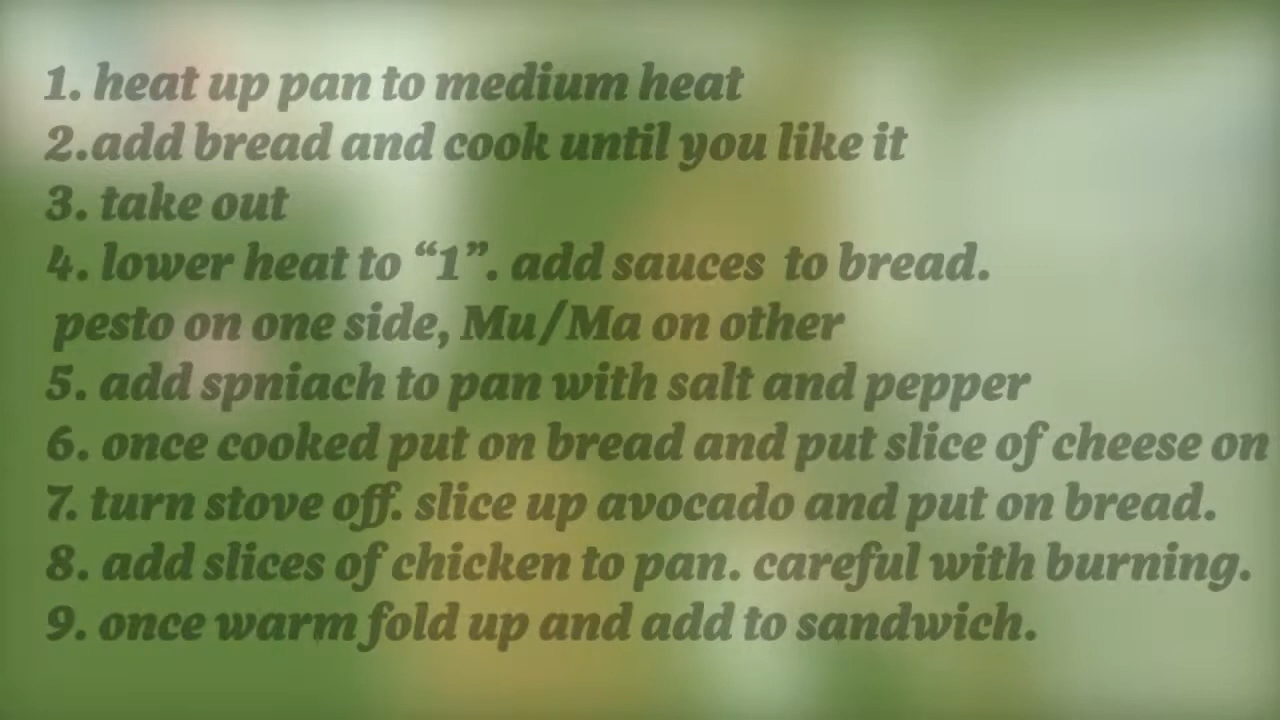 1. heat up pan to medium heat
2.add bread and cook until you like it
3. take out
4. lower heat to “1”. add sauces to bread.
pesto on one side, Mu/Ma on other
5. add spniach to pan with salt and pepper
6. once cooked put on bread and put slice of cheese on
7. turn stove off. slice up avocado and put on bread.
8. add slices of chicken to pan. careful with burning.
9. once warm fold up and add to sandwich.